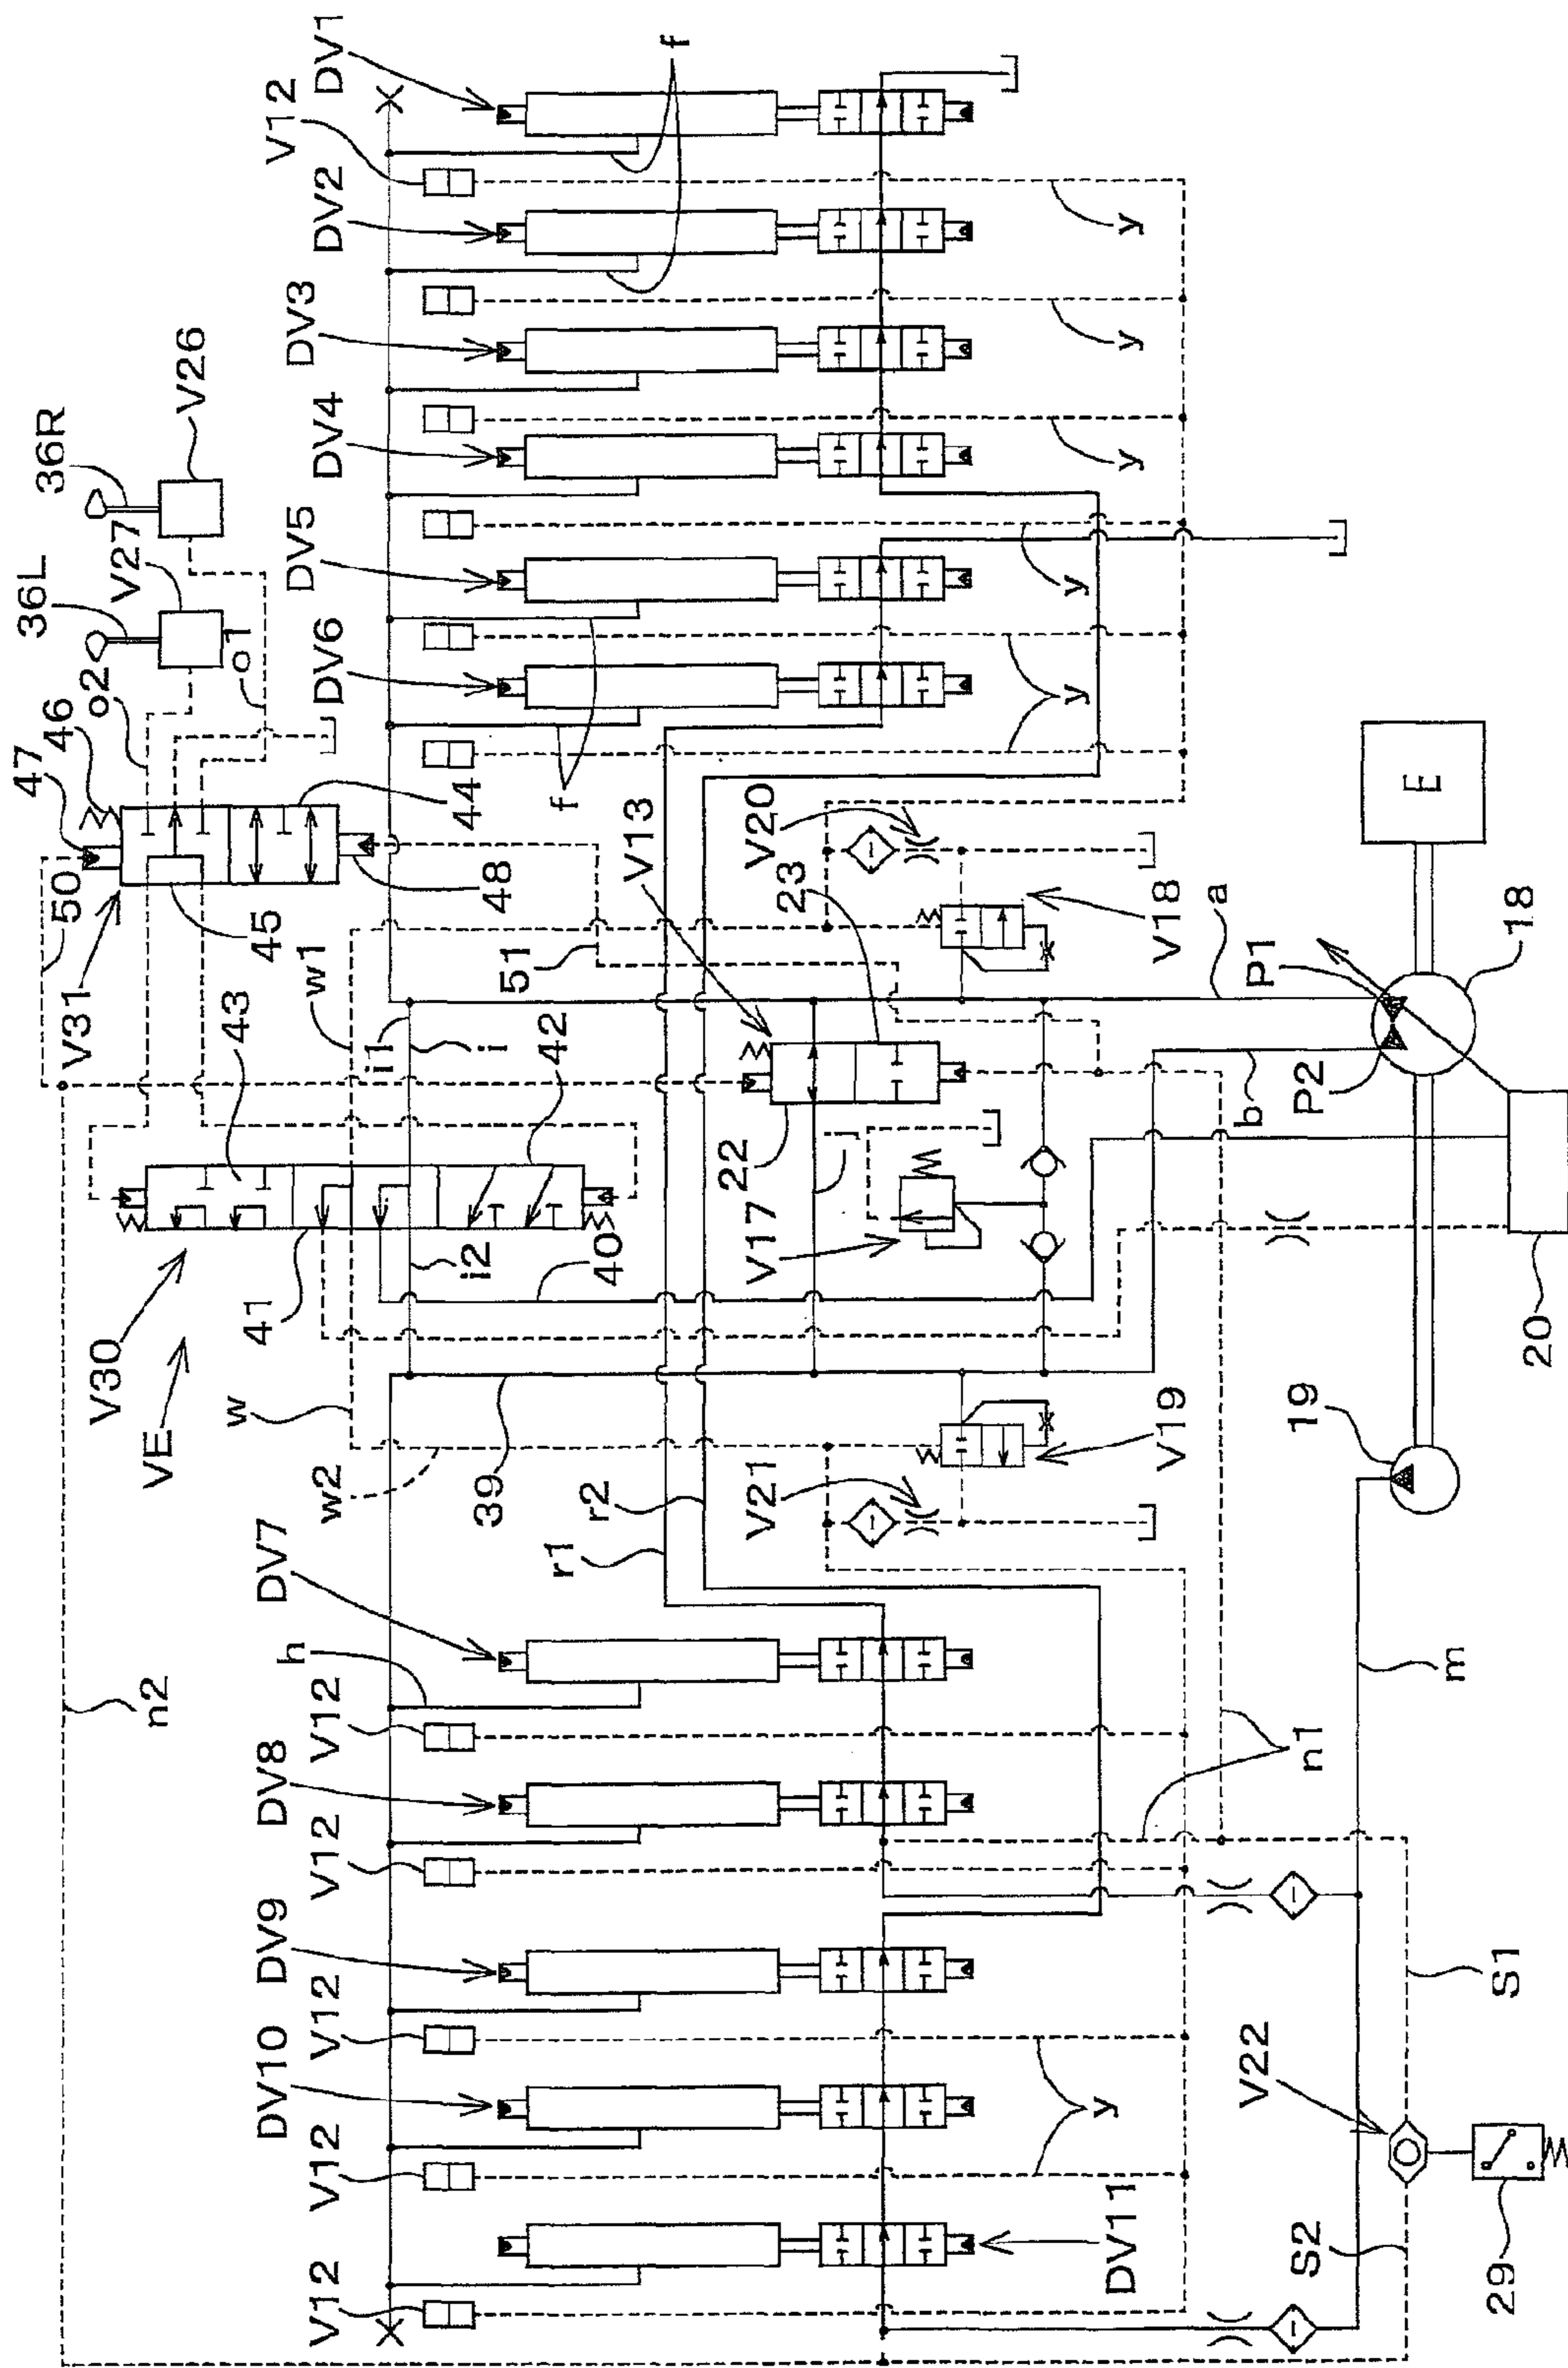 DV1
f
V12
DV2
y
DV3
y
V26
36R
DV4
y
V27
36L
DV5
y
o1
o2
DV6
y
46
47
44
f
V20
V13
E
50
48
23
V18
a
45
V31
51
P1
18
w1
i1
i
43
42
P2
b
22
j
i2
40
V17
41
V30
20
VE
w
w2
39
V19
19
V21
r2
r1
DV7
h
n2
V12
m
DV8
n1
V12
DV9
S1
V12
DV10
V22
y
V12
DV11
S2
29
V12